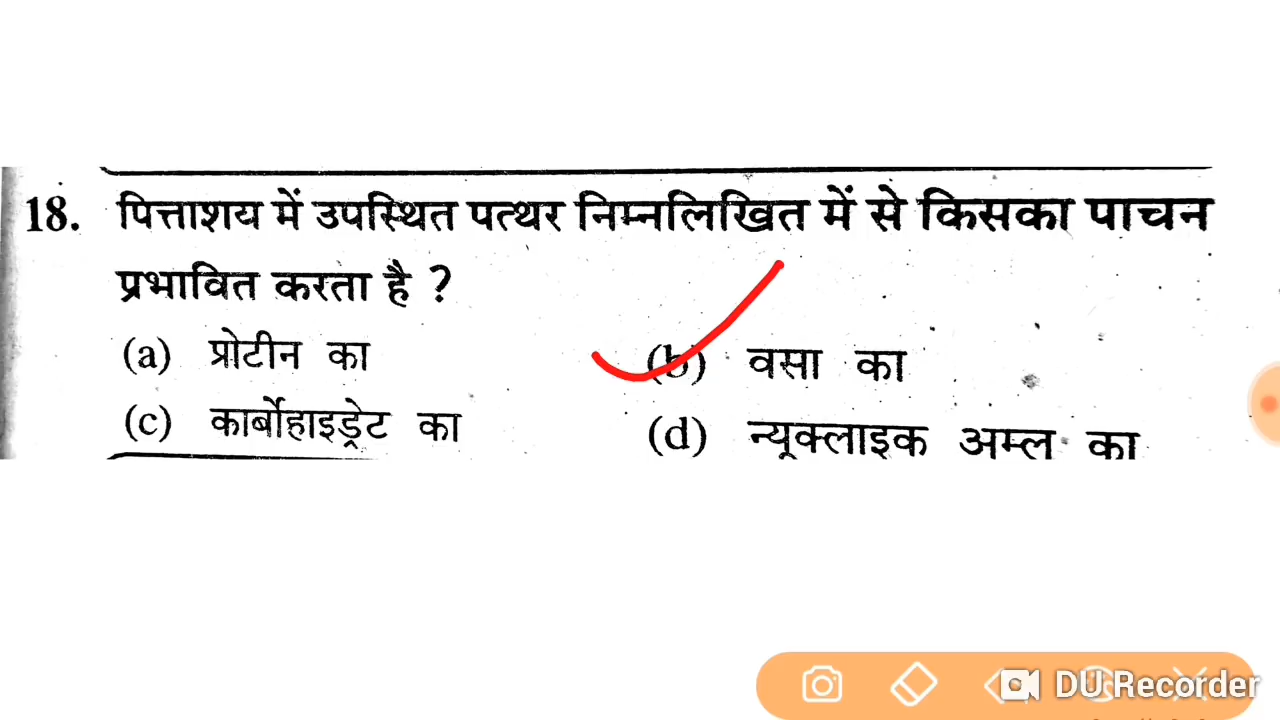 18. पित्ताशय में उपस्थित पत्थर निम्नलिखित में से किसका पाचन
प्रभावित करता है ?
(a) प्रोटीन का (b) वसा का
(c) कार्बोहाइड्रेट का (d) न्यूक्लाइक अम्ल का
DU Recorder